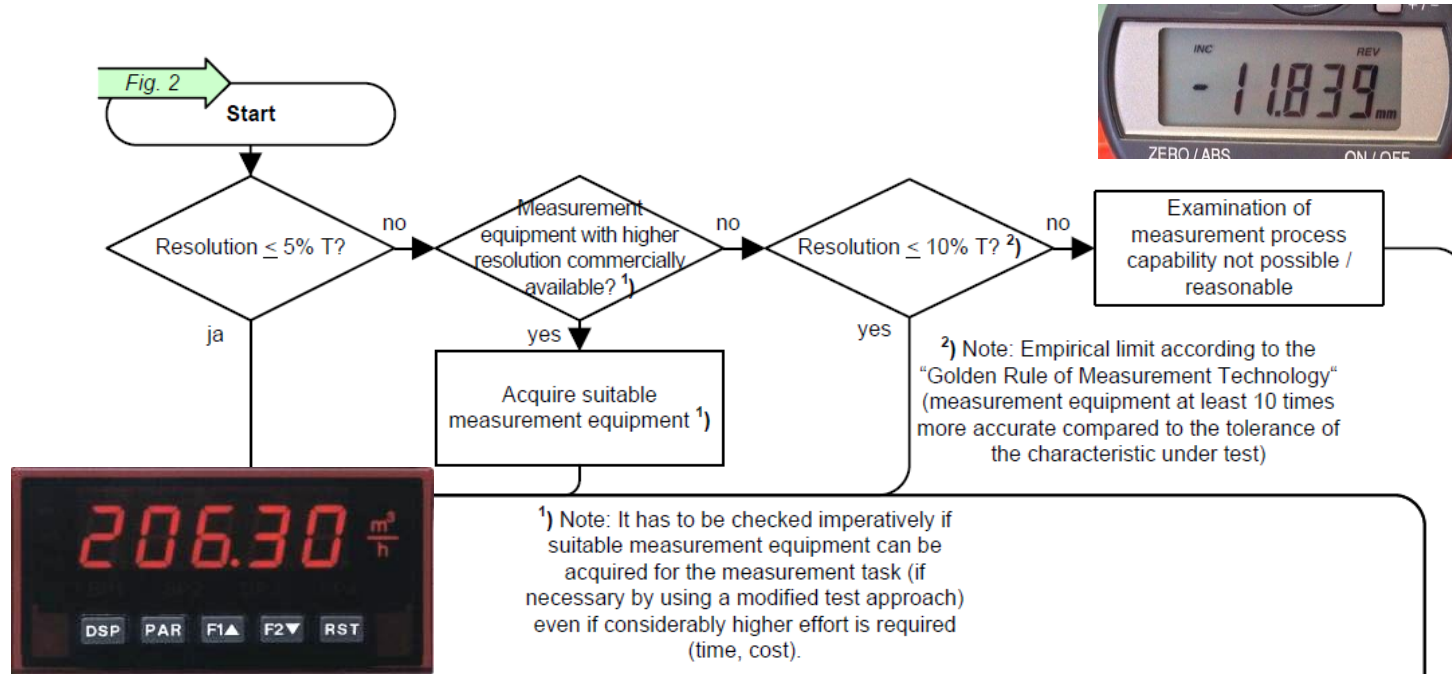 Fig. 2
Start
INC
REV
- 11.839 mm
ZERO / ABS
ON / OFF
Resolution ≤ 5% T?
no
Measurement
equipment with higher
resolution commercially
available? ¹)
no
Resolution ≤ 10% T? ²)
no
Examination of
measurement process
capability not possible /
reasonable
ja
yes
yes
Acquire suitable
measurement equipment ¹)
²) Note: Empirical limit according to the
“Golden Rule of Measurement Technology“
(measurement equipment at least 10 times
more accurate compared to the tolerance of
the characteristic under test)
206.30 m³/h
DSP PAR F1▲ F2▼ RST
¹) Note: It has to be checked imperatively if
suitable measurement equipment can be
acquired for the measurement task (if
necessary by using a modified test approach)
even if considerably higher effort is required
(time, cost).